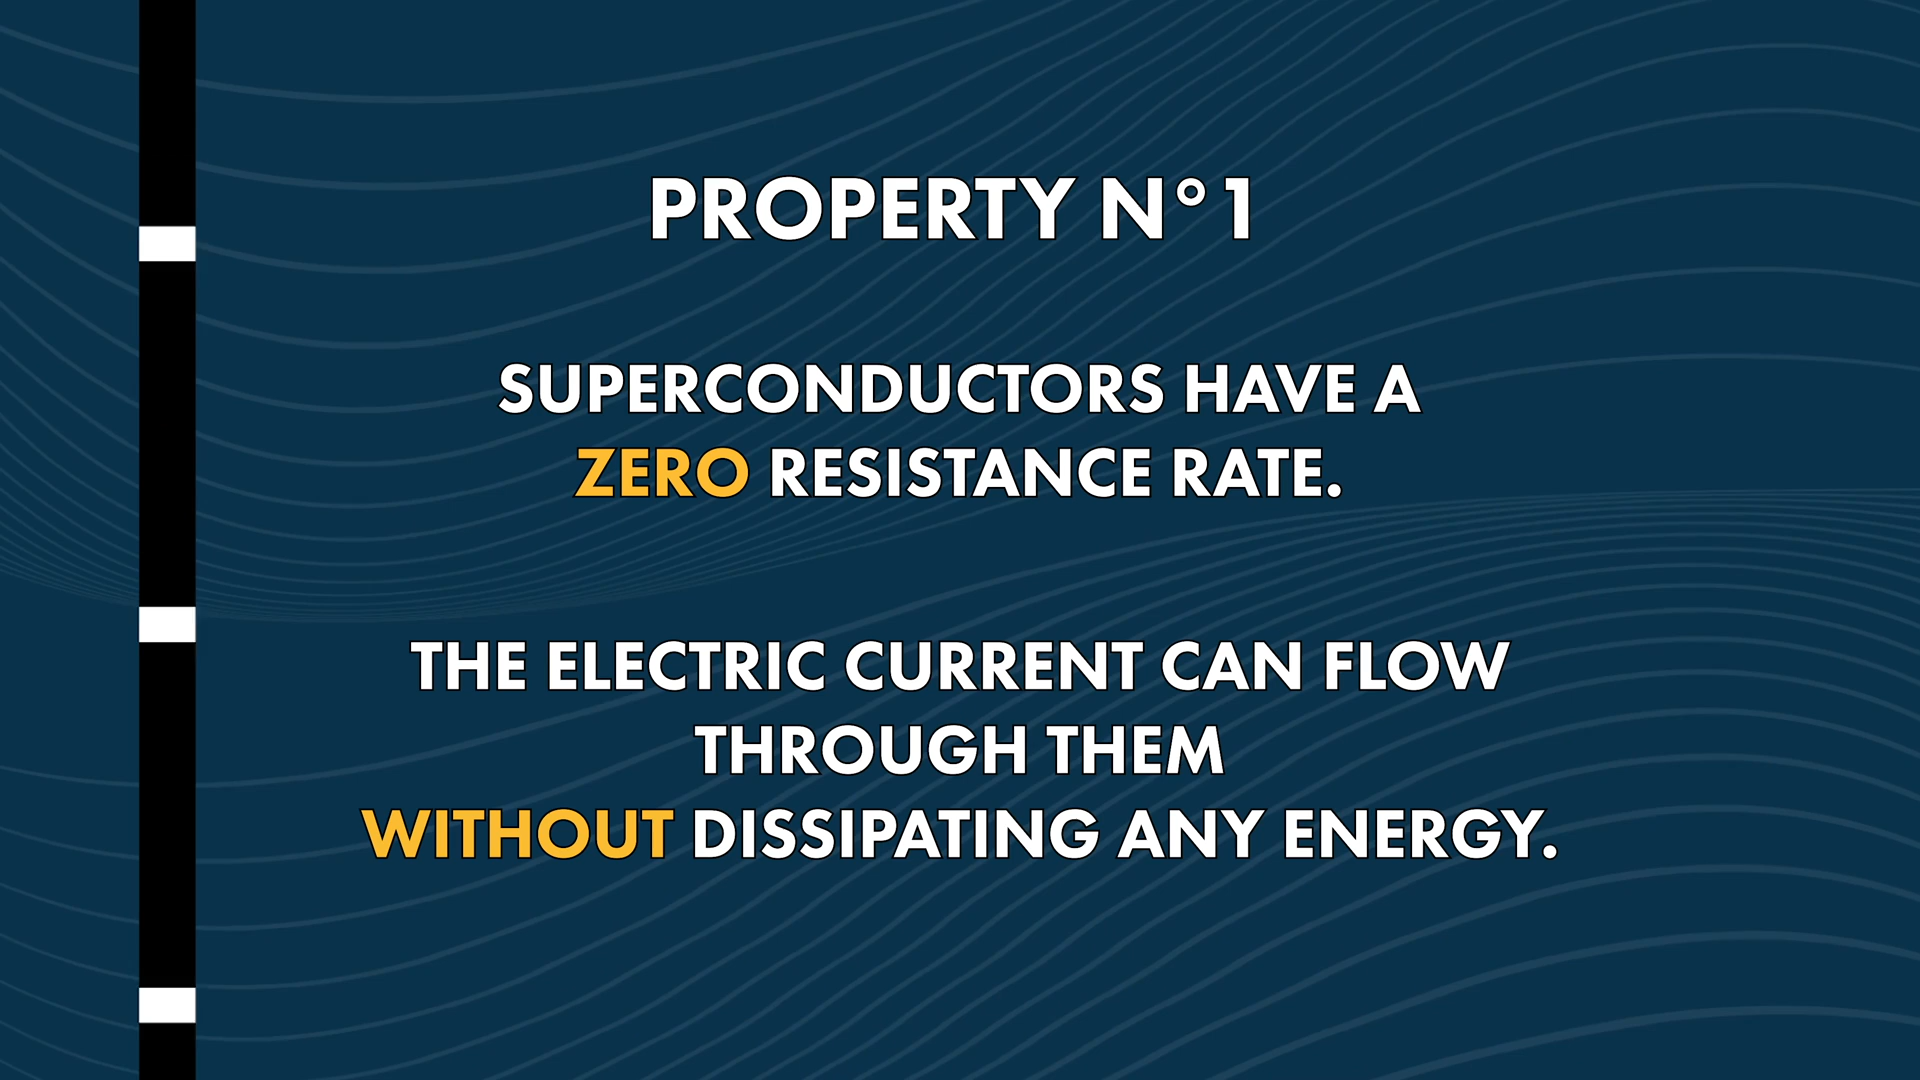 PROPERTY N°1
SUPERCONDUCTORS HAVE A
ZERO RESISTANCE RATE.
THE ELECTRIC CURRENT CAN FLOW
THROUGH THEM
WITHOUT DISSIPATING ANY ENERGY.